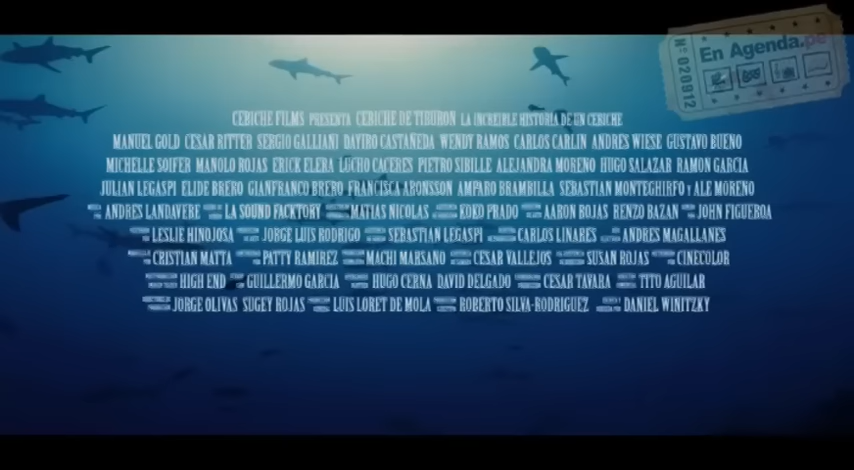 En Agenda.pe
Nº 020912
CEBICHE FILMS PRESENTA CEBICHE DE TIBURON LA INCREIBLE HISTORIA DE UN CEBICHE
MANUEL GOLD CESAR RITTER SERGIO GALLIANI DAYIRO CASTAÑEDA WENDY RAMOS CARLOS CARLIN ANDRES WIESE GUSTAVO BUENO
MICHELLE SOIFER MANOLO ROJAS ERICK ELERA LUCHO CACERES PIETRO SIBILLE ALEJANDRA MORENO HUGO SALAZAR RAMON GARCIA
JULIAN LEGASPI ELIDE BRERO GIANFRANCO BRERO FRANCISCA ARONSSON AMPARO BRAMBILLA SEBASTIAN MONTEGHIRFO Y ALE MORENO
ANDRES LANDAVERE LA SOUND FACKTORY MATIAS NICOLAS KOKO PRADO AARON ROJAS RENZO BAZAN JOHN FIGUEROA
LESLIE HINOJOSA JORGE LUIS RODRIGO SEBASTIAN LEGASPI CARLOS LINARES ANDRES MAGALLANES
CRISTIAN MATTA PATTY RAMIREZ MACHI MARSANO CESAR VALLEJOS SUSAN ROJAS CINECOLOR
HIGH END GUILLERMO GARCIA HUGO CERNA DAVID DELGADO CESAR TAVARA TITO AGUILAR
JORGE OLIVAS SUGEY ROJAS LUIS LORET DE MOLA ROBERTO SILVA-RODRIGUEZ DANIEL WINITZKY